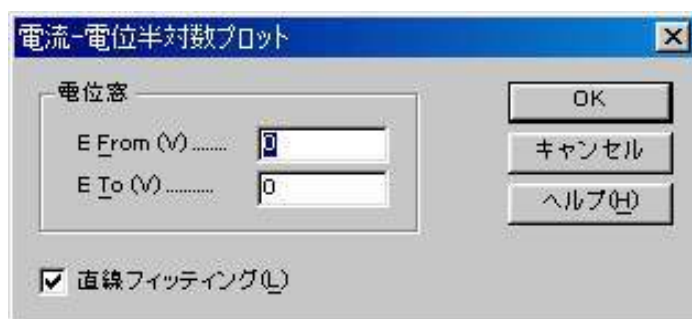 電流-電位半対数プロット
電位窓
E From (V)....... 0
E To (V).......... 0
OK
キャンセル
ヘルプ(H)
直線フィッティング(L)